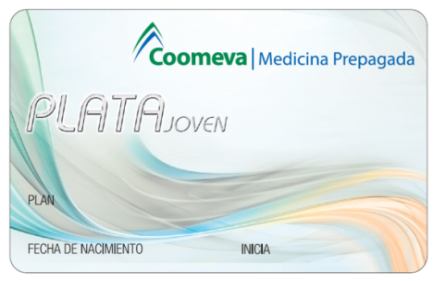 Coomeva | Medicina Prepagada
PLATA JOVEN
PLAN
FECHA DE NACIMIENTO INICIA